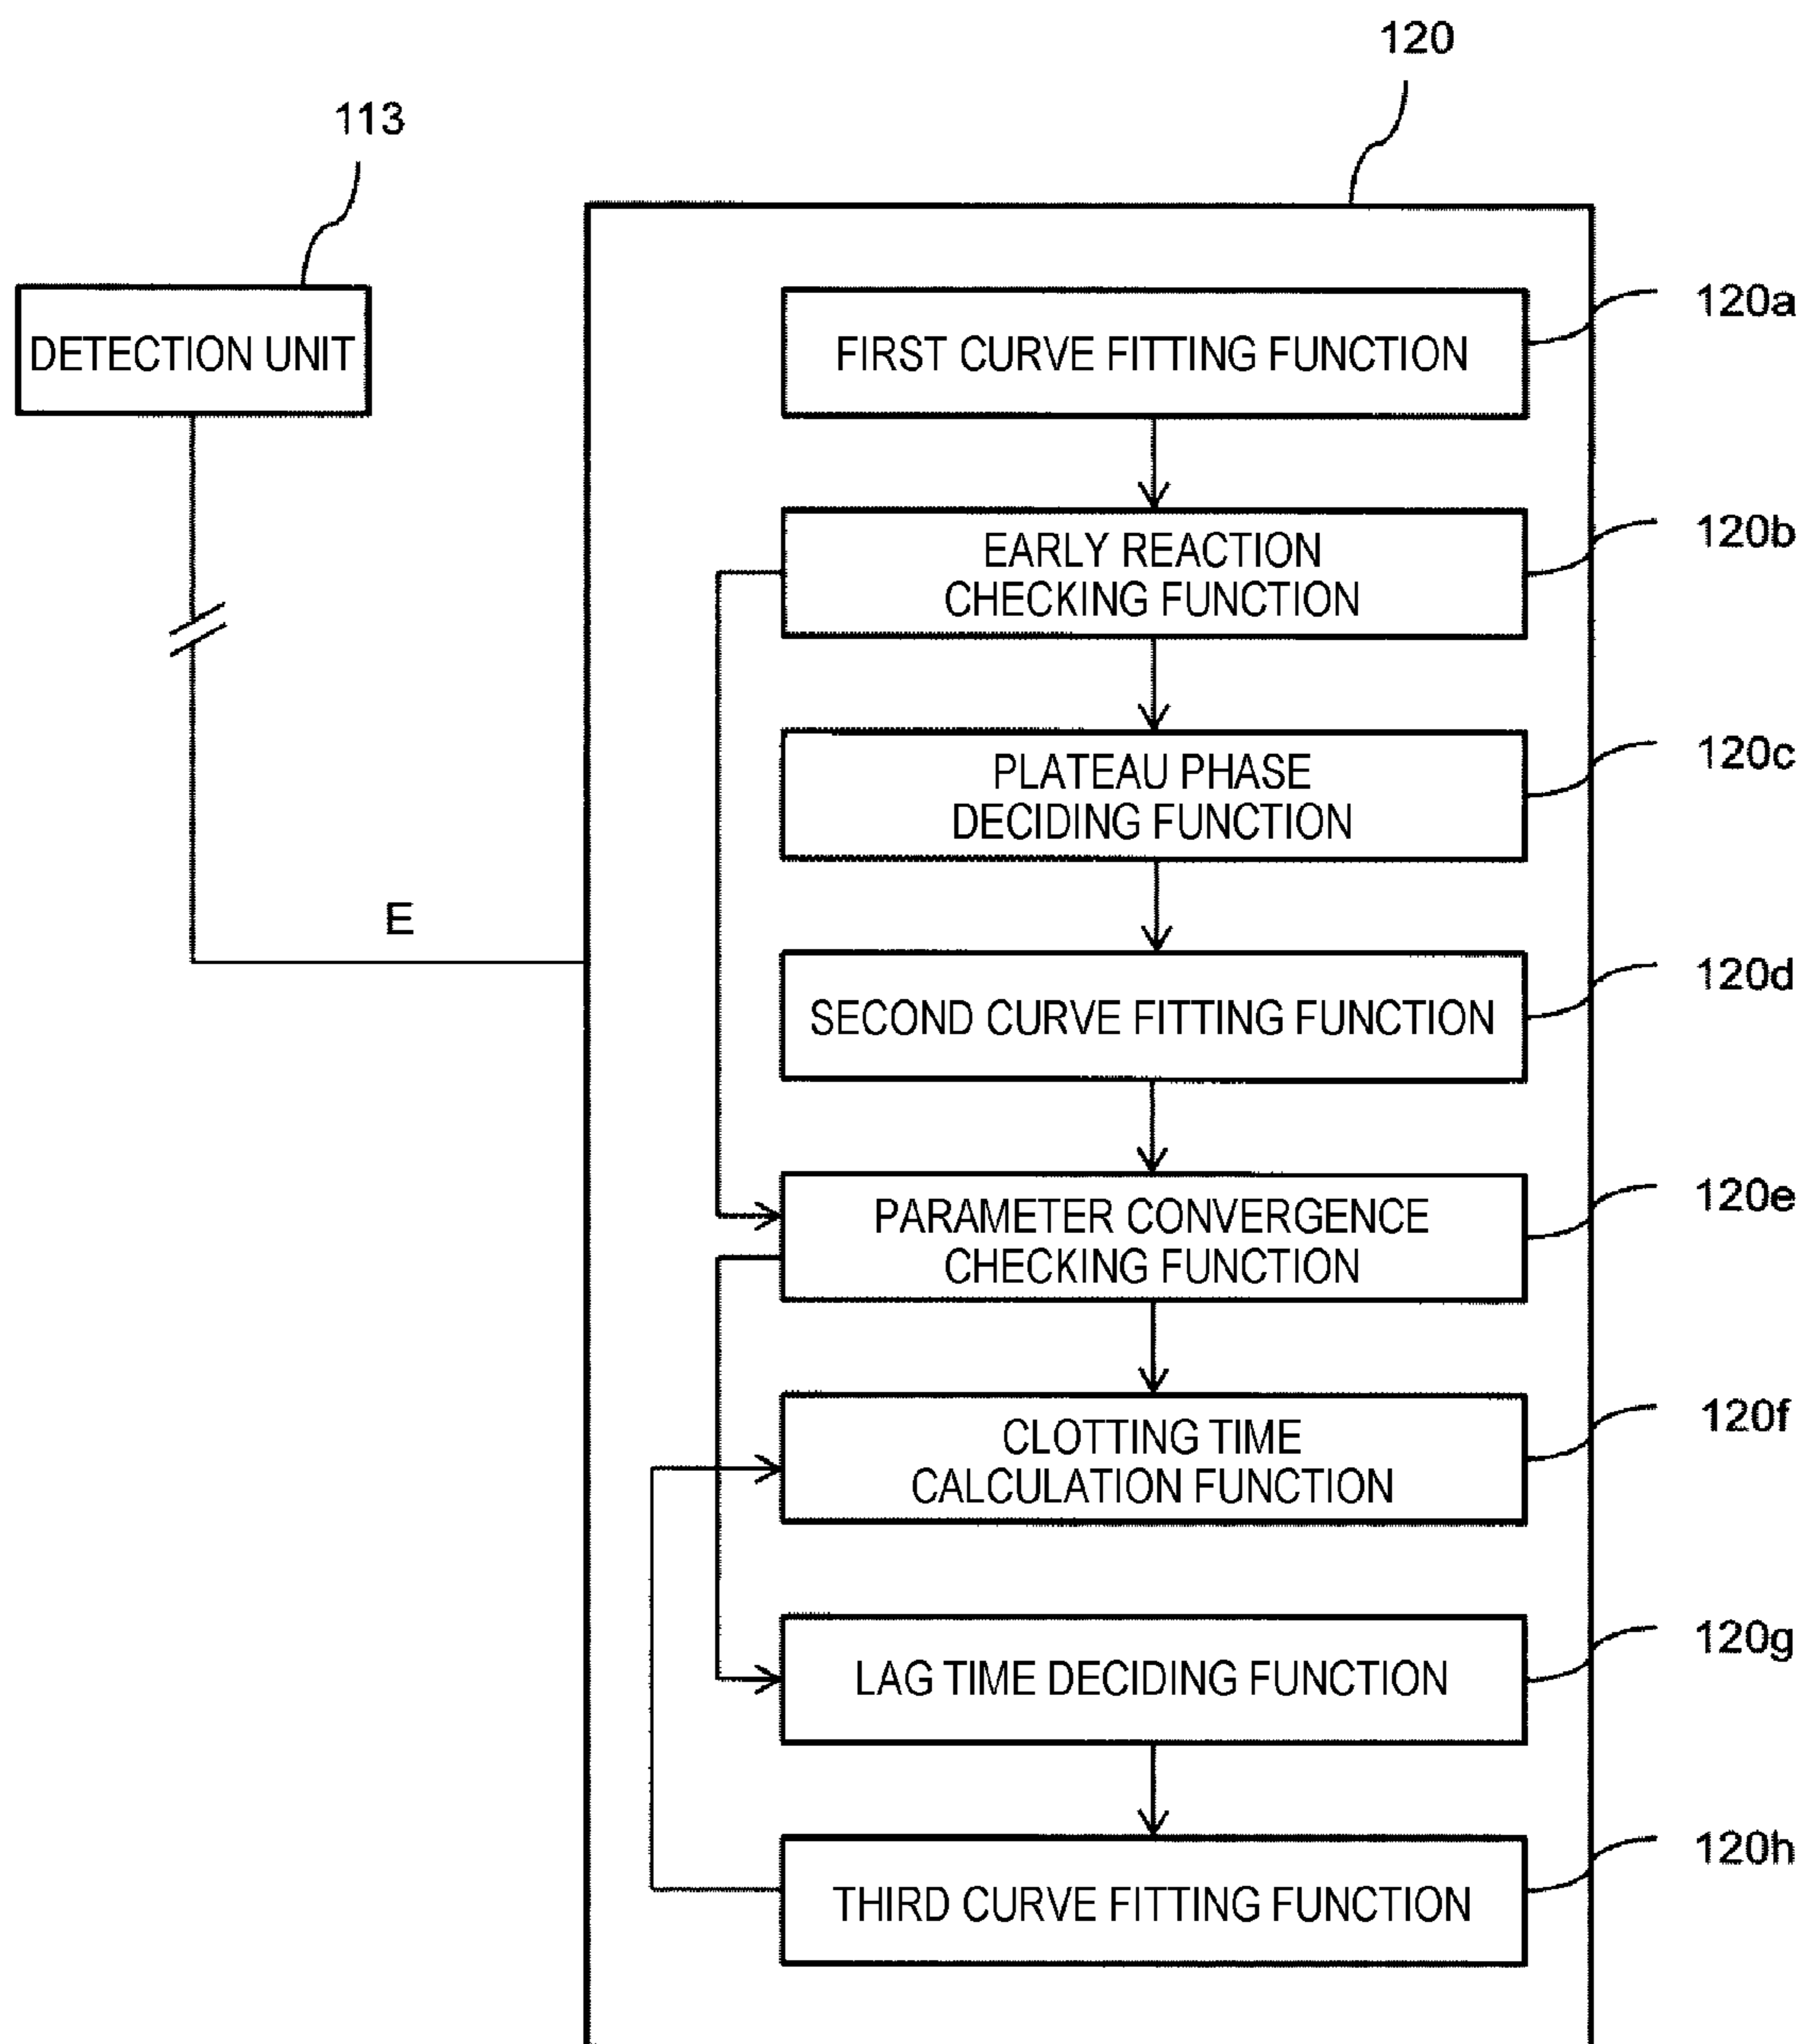 120
113
DETECTION UNIT
120a
FIRST CURVE FITTING FUNCTION
120b
EARLY REACTION
CHECKING FUNCTION
120c
PLATEAU PHASE
DECIDING FUNCTION
E
120d
SECOND CURVE FITTING FUNCTION
120e
PARAMETER CONVERGENCE
CHECKING FUNCTION
120f
CLOTTING TIME
CALCULATION FUNCTION
120g
LAG TIME DECIDING FUNCTION
120h
THIRD CURVE FITTING FUNCTION